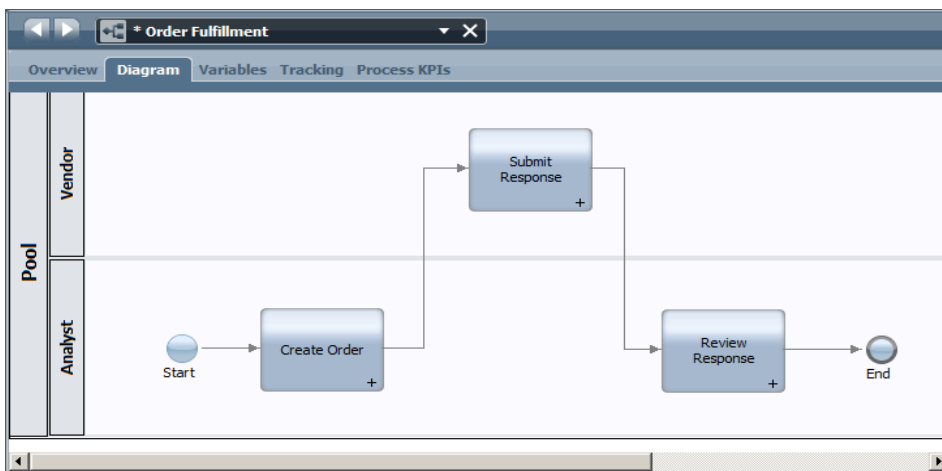 * Order Fulfillment
Overview Diagram Variables Tracking Process KPIs
Pool
Vendor
Submit
Response
+
Analyst
Start
Create Order
+
Review
Response
+
End